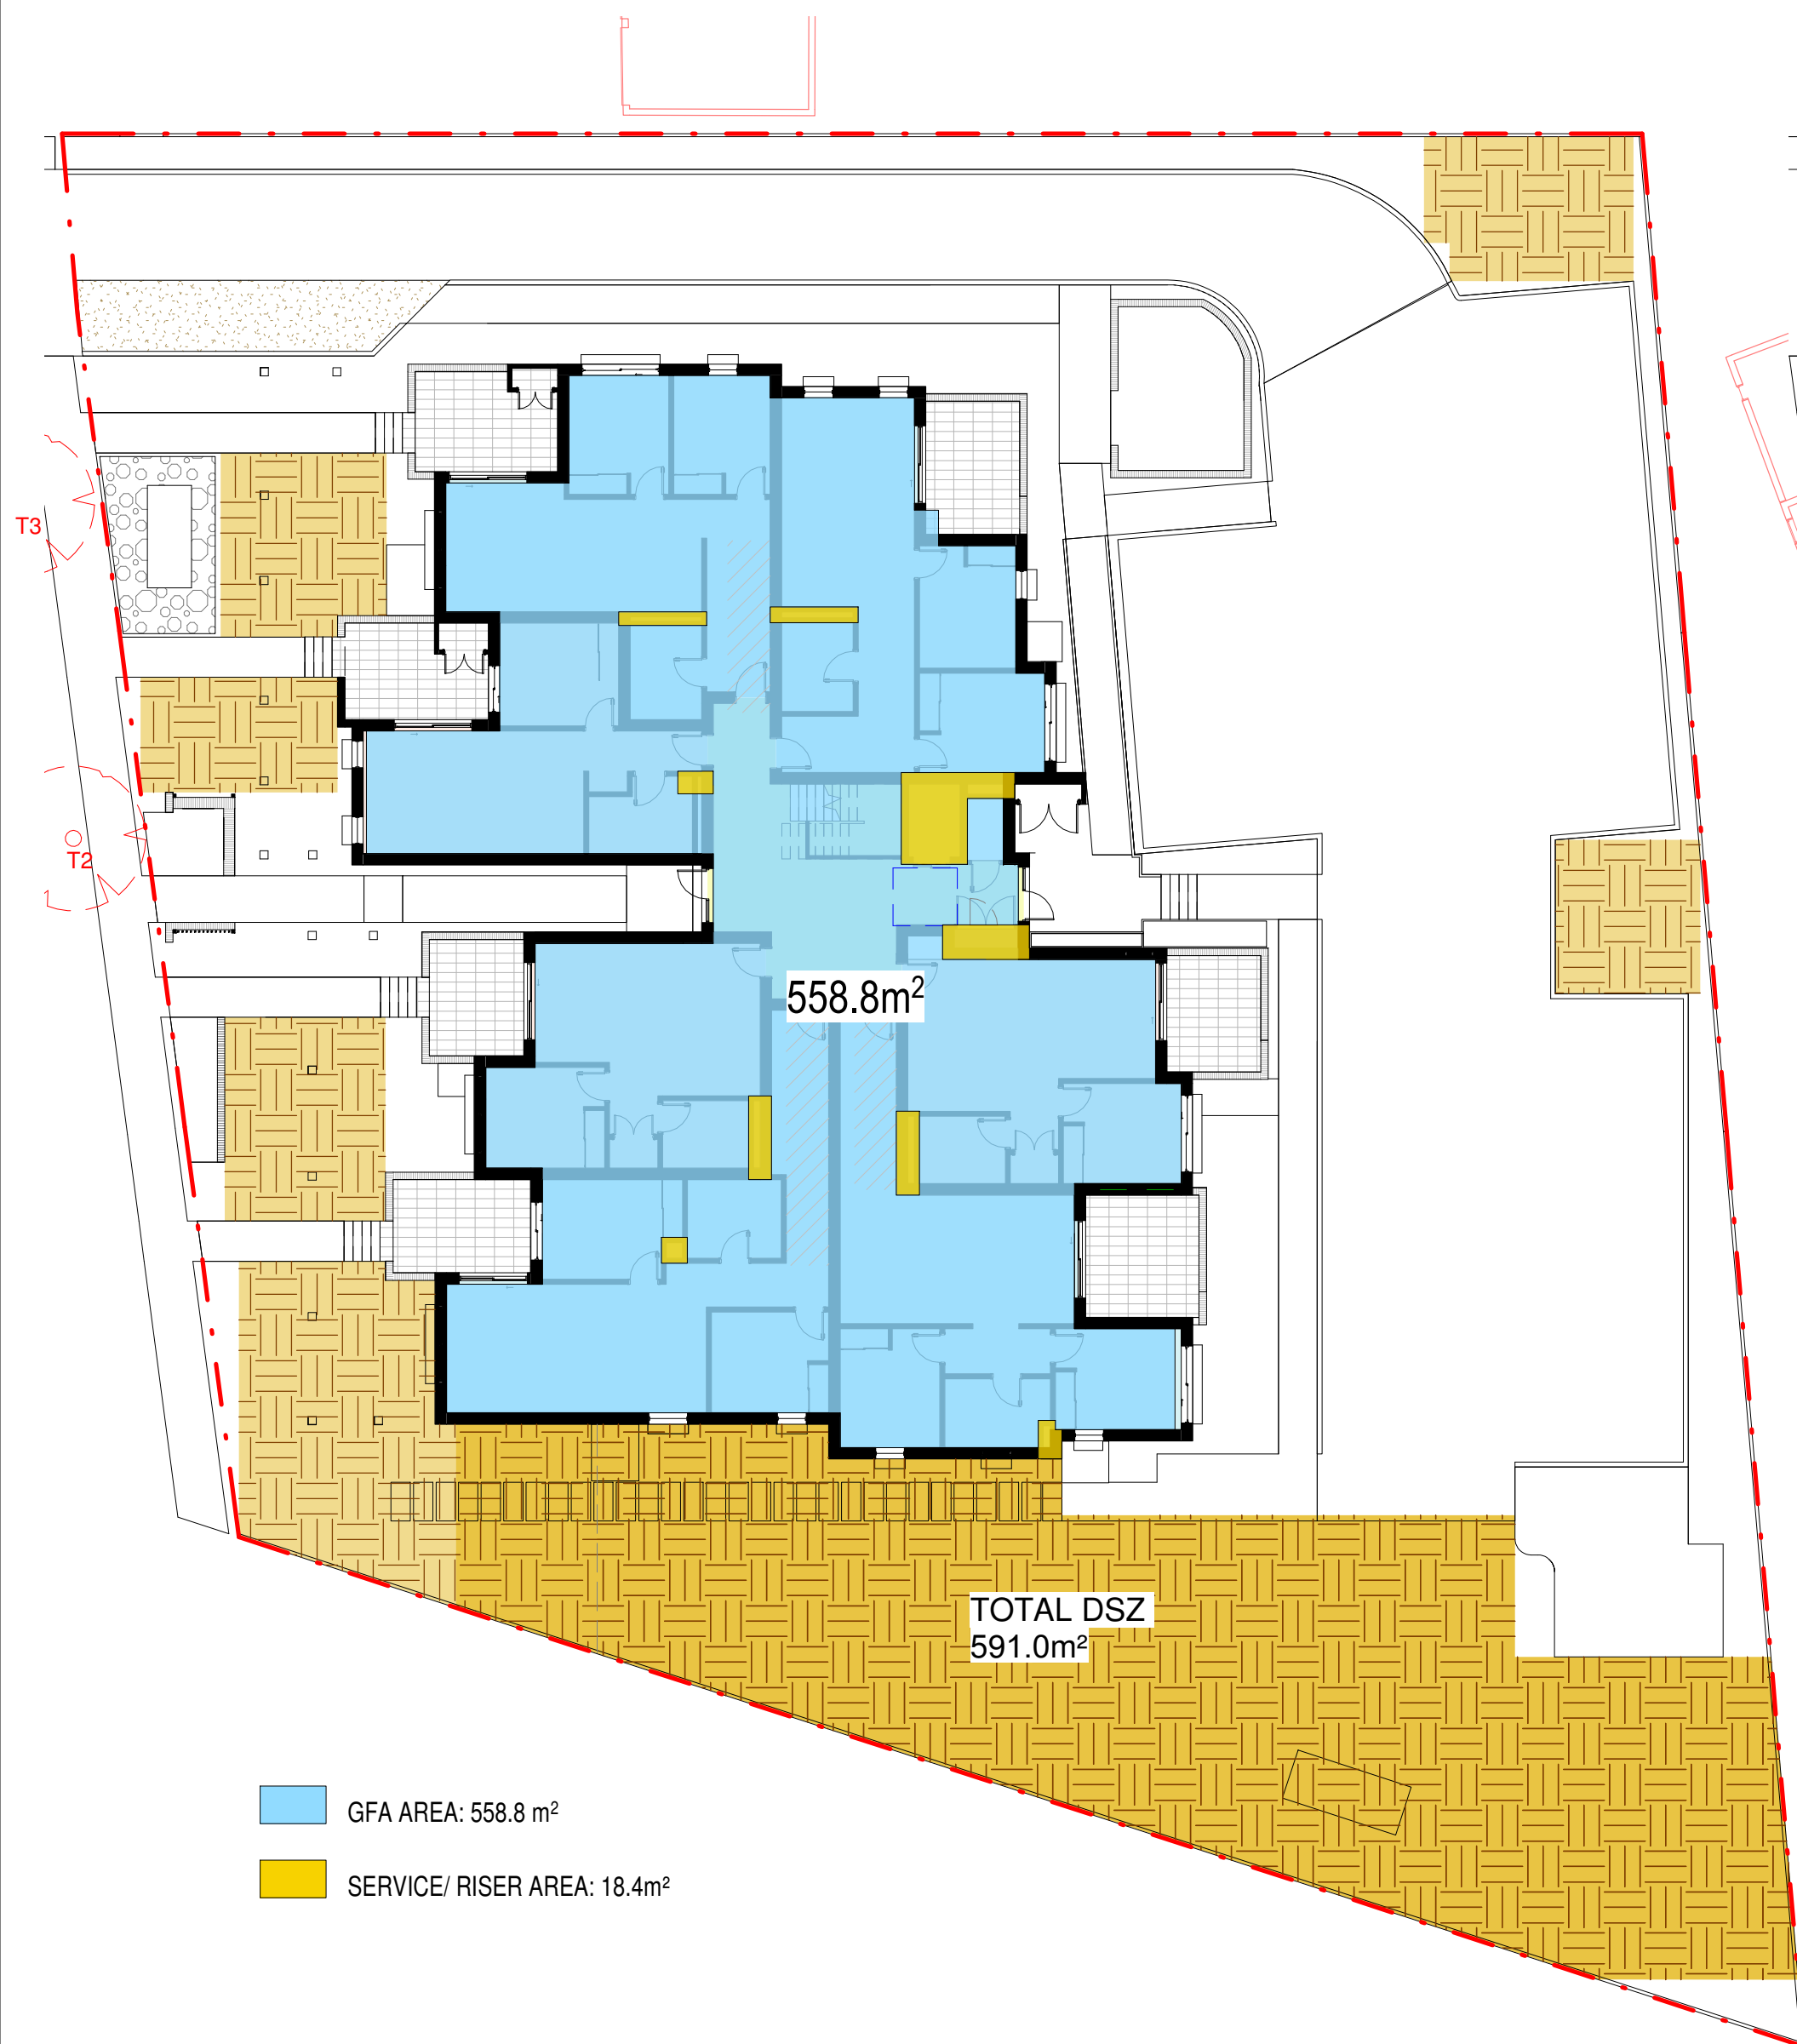 T3
T2
558.8m²
TOTAL DSZ
591.0m²
GFA AREA: 558.8 m²
SERVICE/ RISER AREA: 18.4m²